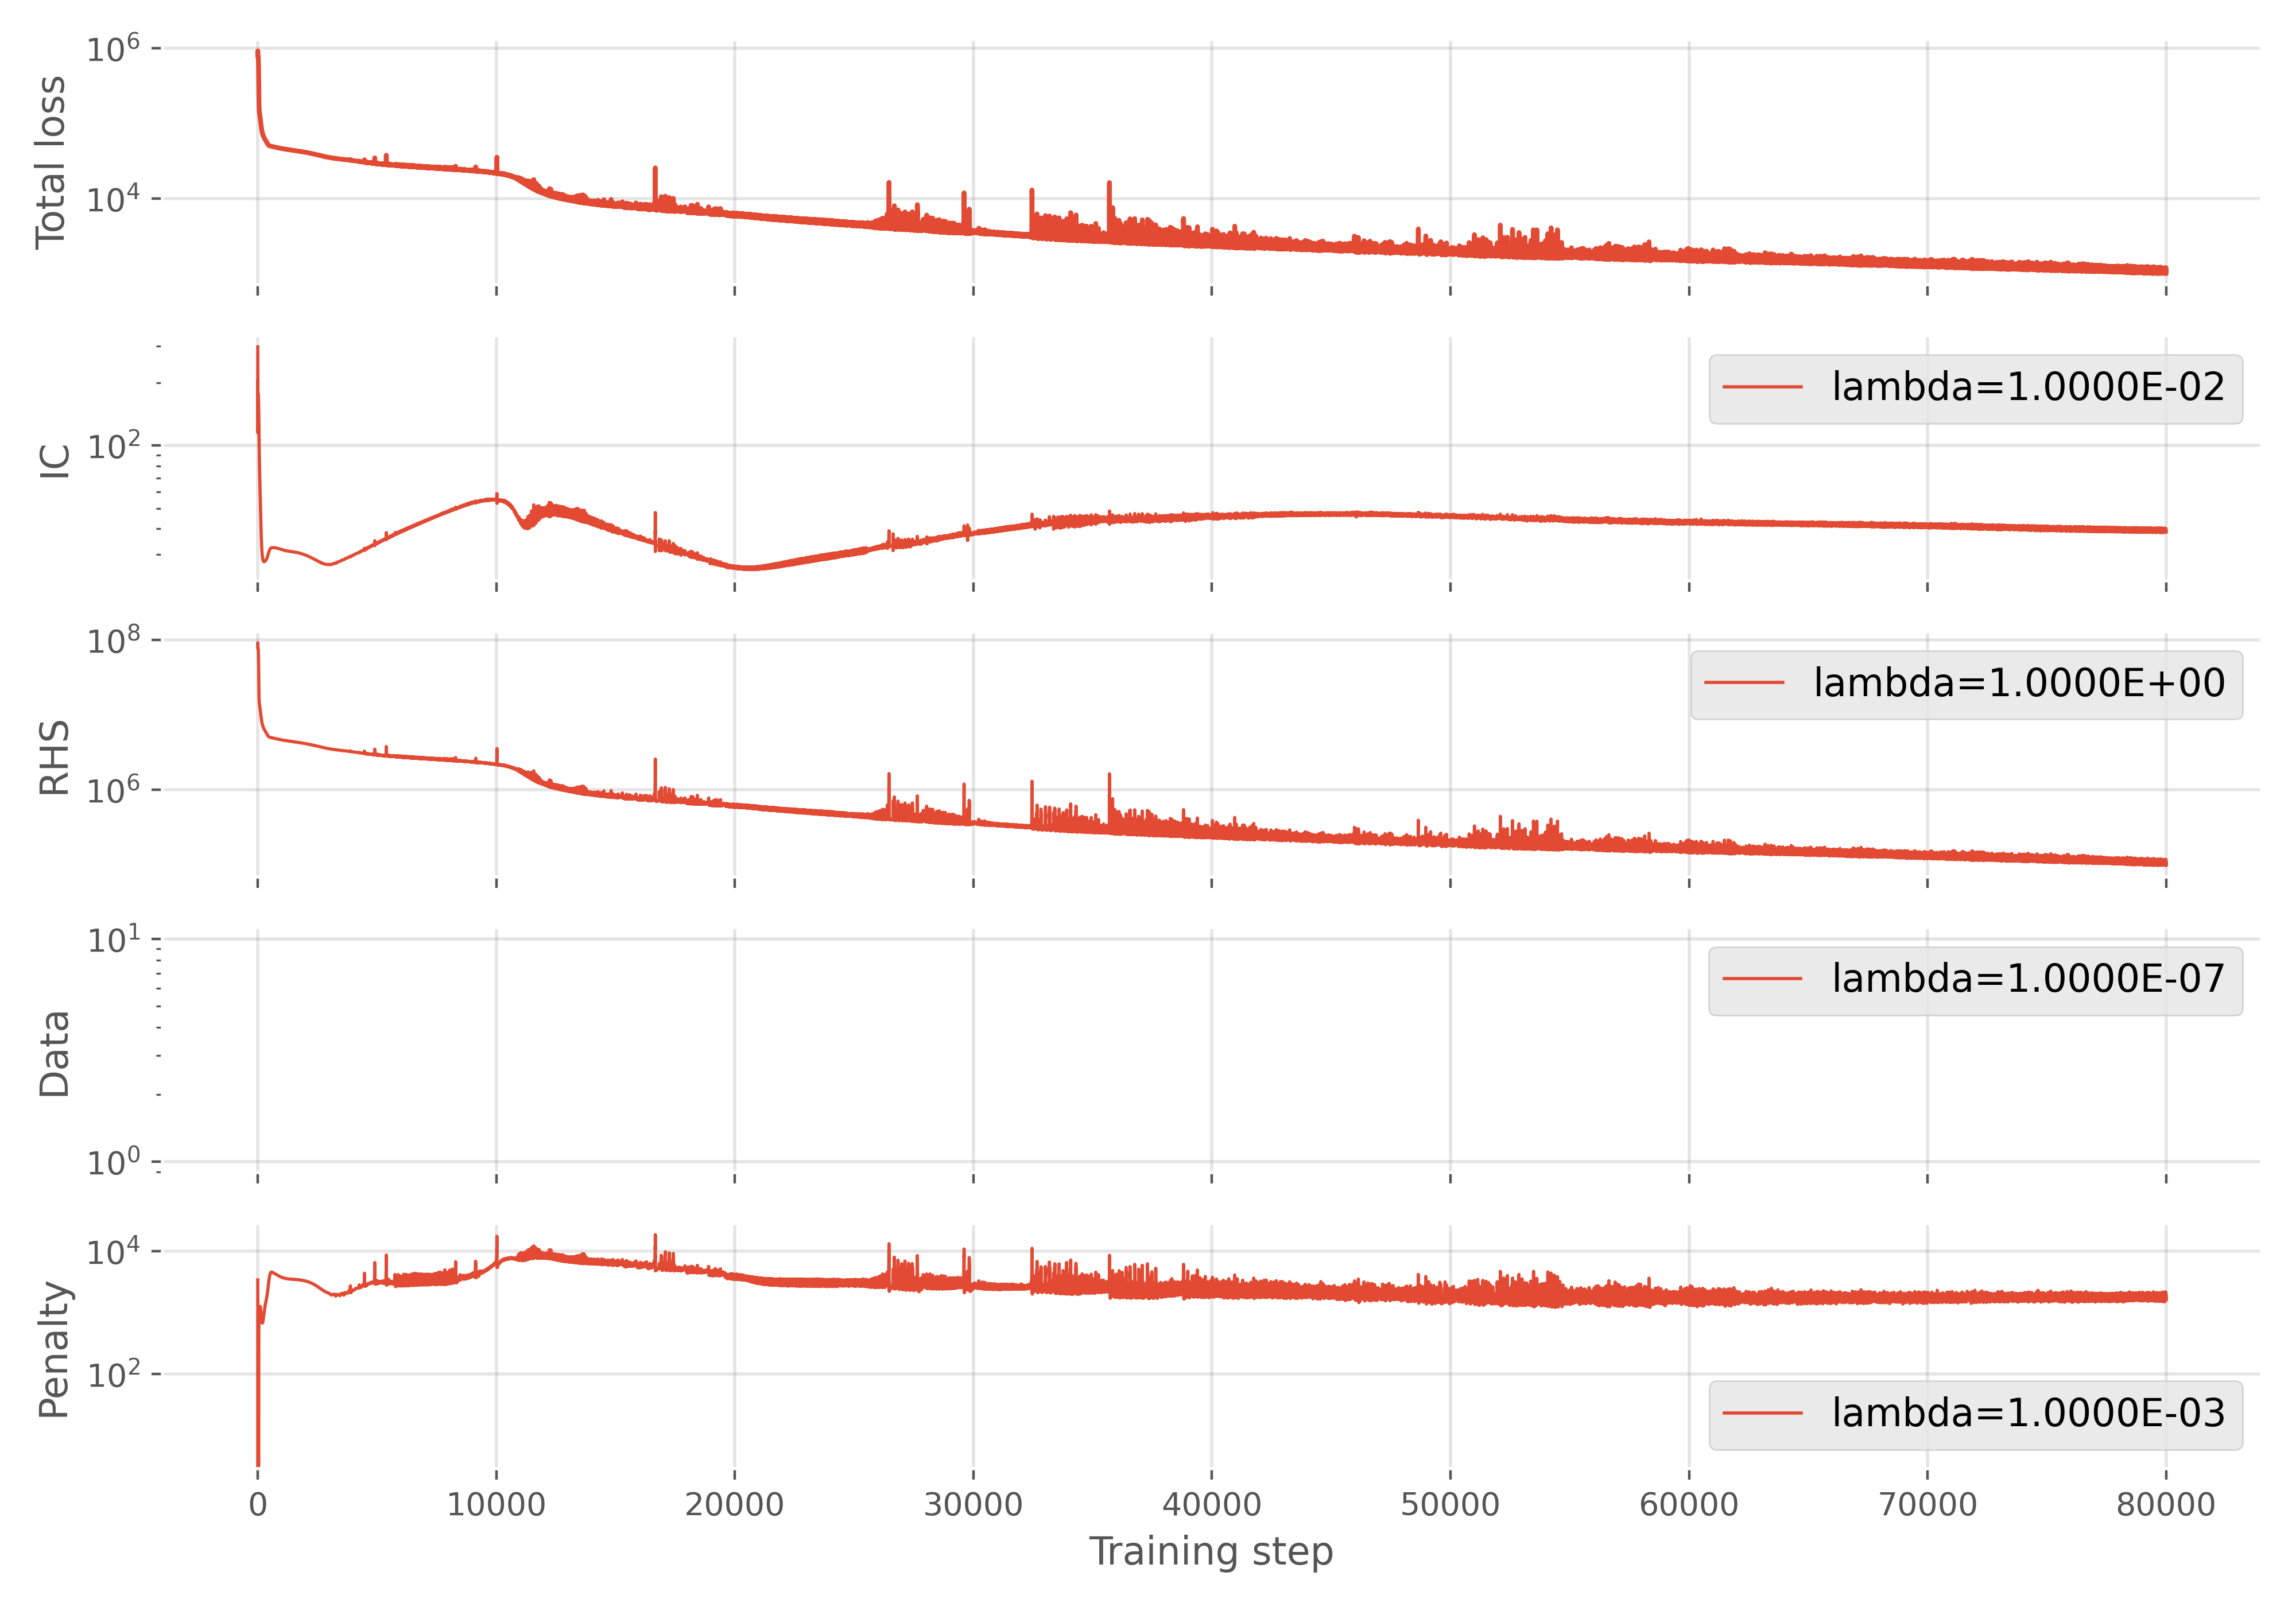 Total loss
10^6
10^4
IC
10^2
lambda=1.0000E-02
RHS
10^8
10^6
lambda=1.0000E+00
Data
10^1
10^0
lambda=1.0000E-07
Penalty
10^4
10^2
lambda=1.0000E-03
0 10000 20000 30000 40000 50000 60000 70000 80000
Training step